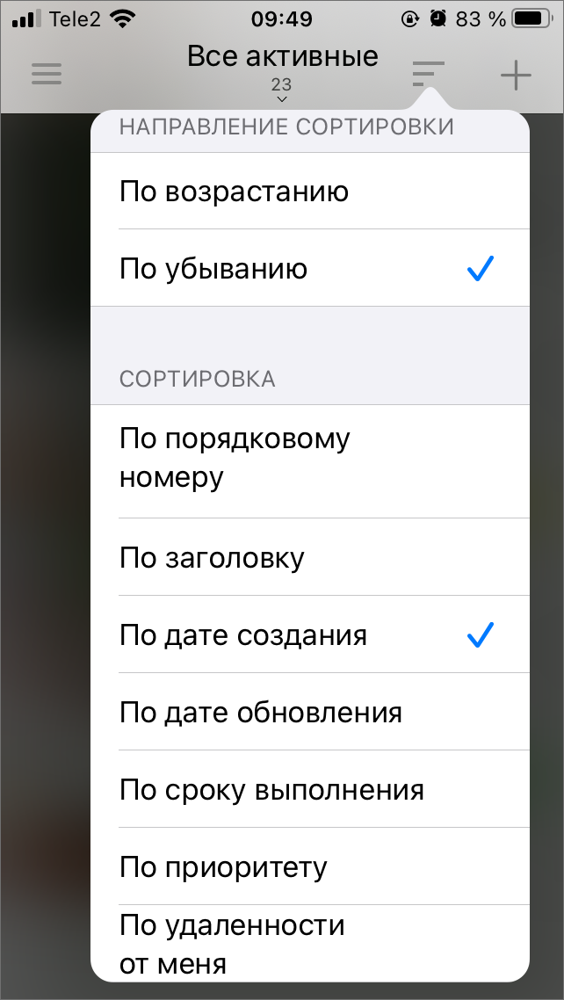 Tele2 09:49 83 %
Все активные
23
НАПРАВЛЕНИЕ СОРТИРОВКИ
По возрастанию
По убыванию
СОРТИРОВКА
По порядковому
номеру
По заголовку
По дате создания
По дате обновления
По сроку выполнения
По приоритету
По удаленности
от меня